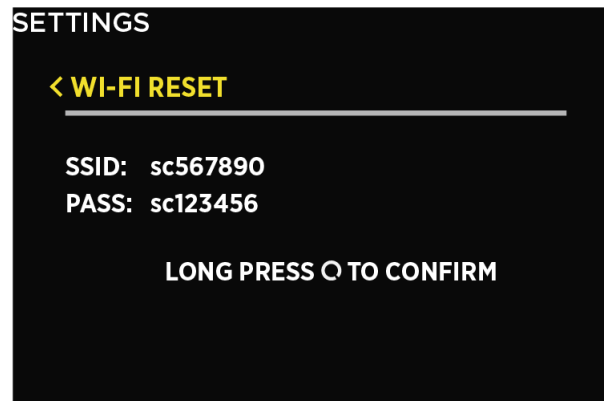 SETTINGS
< WI-FI RESET
SSID: sc567890
PASS: sc123456
LONG PRESS O TO CONFIRM